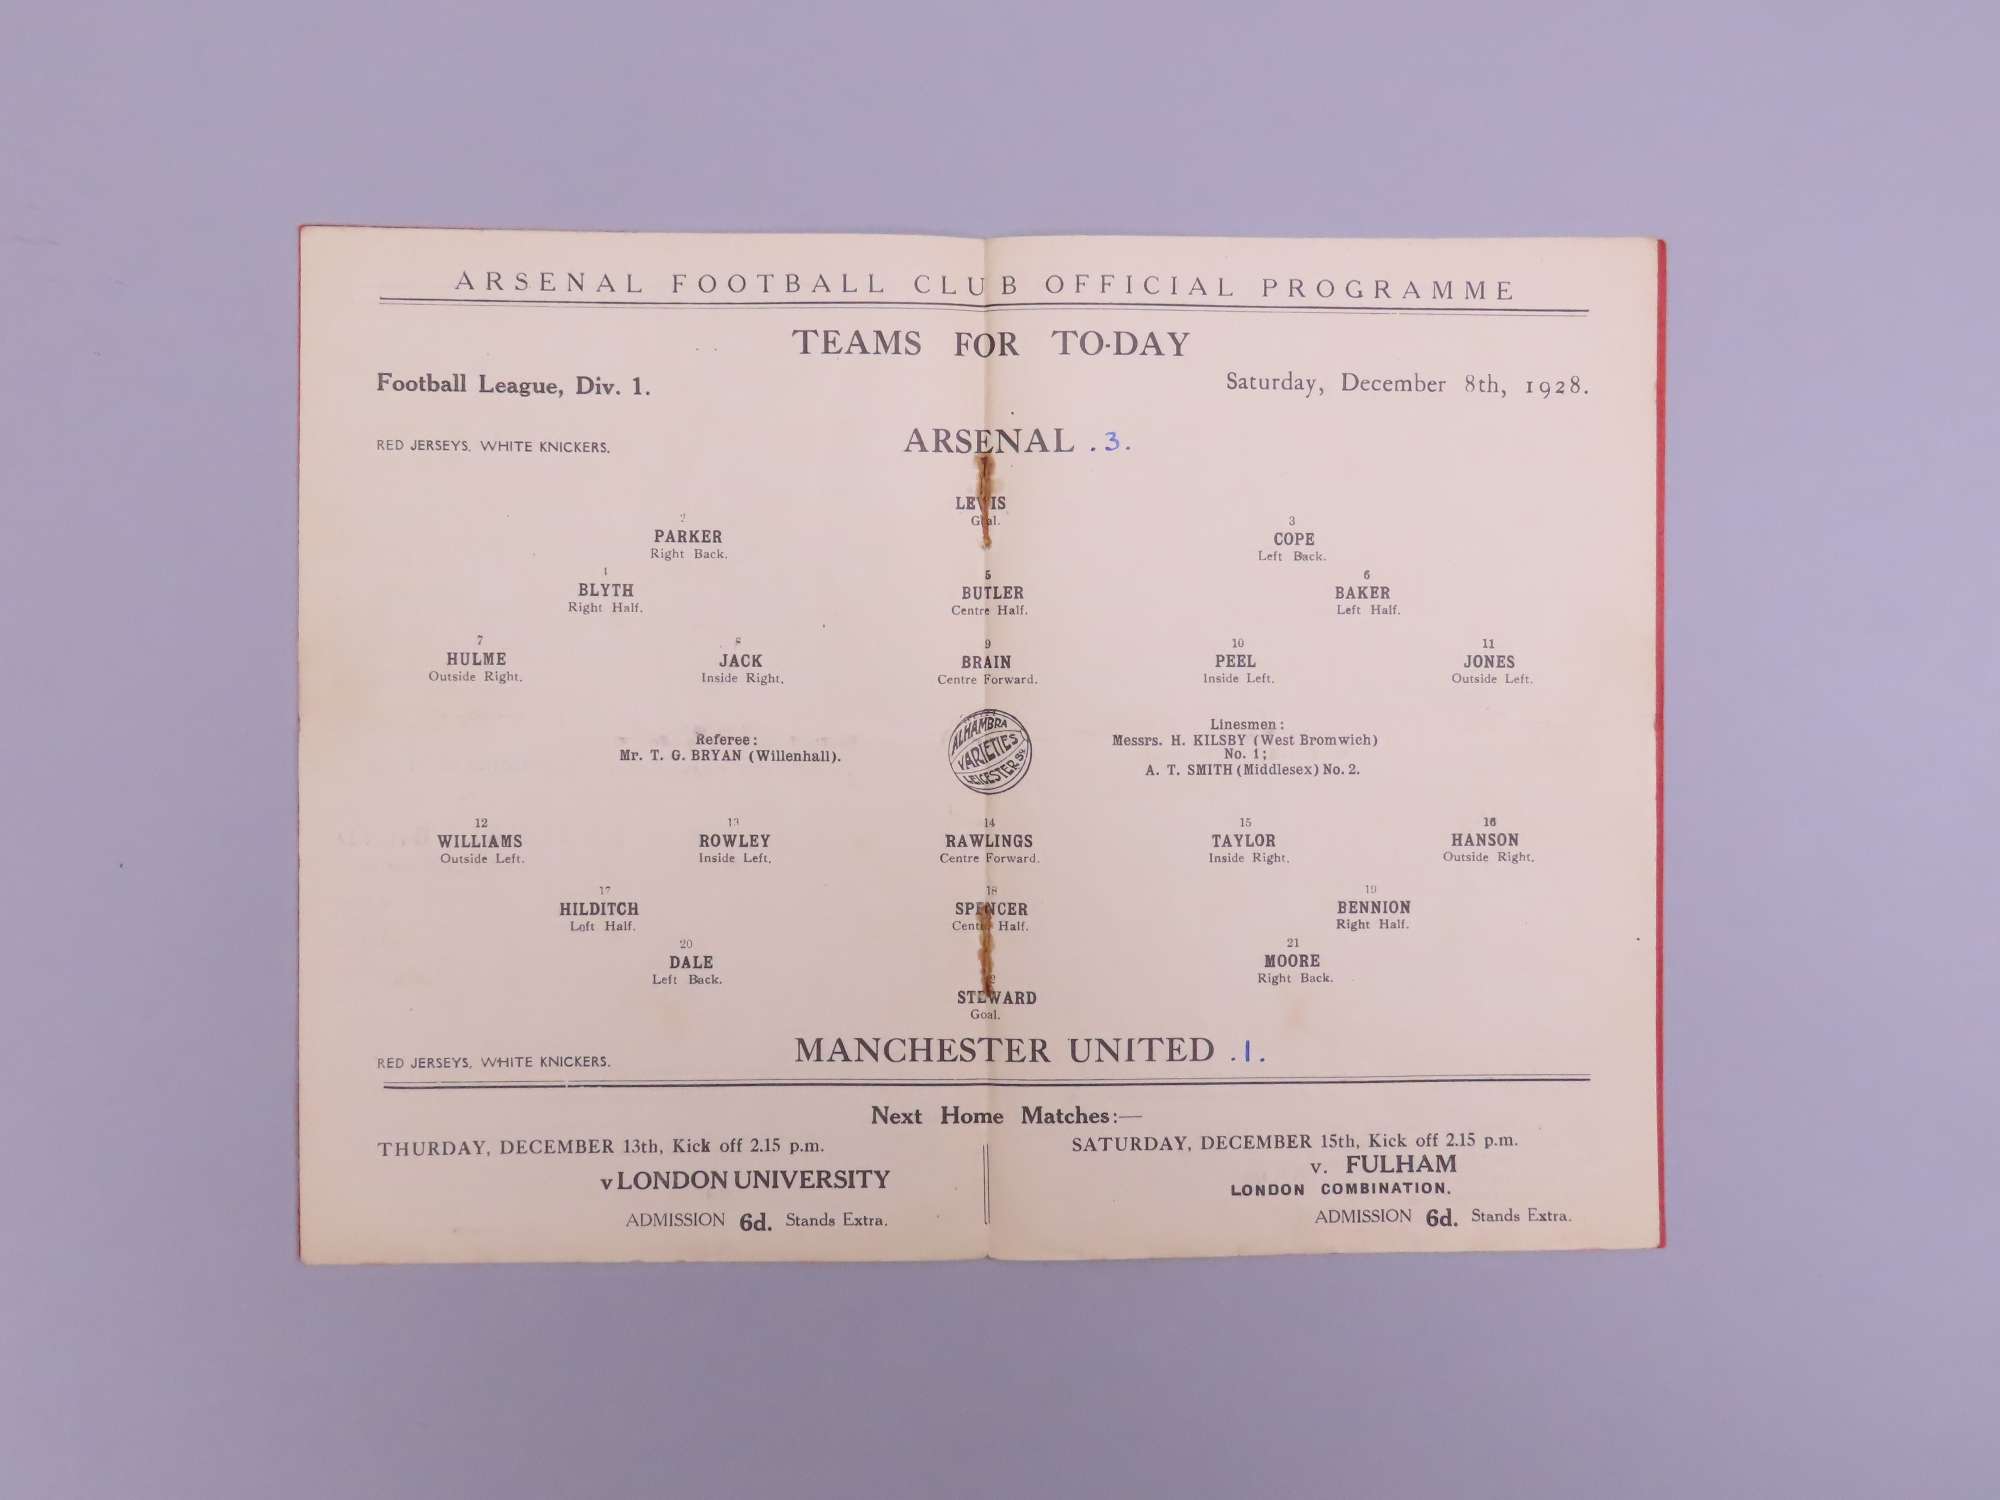 ARSENAL FOOTBALL CLUB OFFICIAL PROGRAMME
TEAMS FOR TO-DAY
Football League, Div. 1. Saturday, December 8th, 1928.
RED JERSEYS, WHITE KNICKERS. ARSENAL .3.
LEWIS
Goal.
2 3
PARKER COPE
Right Back. Left Back.
5 6
BLYTH BUTLER BAKER
Right Half. Centre Half. Left Half.
7 8 9 10 11
HULME JACK BRAIN PEEL JONES
Outside Right. Inside Right. Centre Forward. Inside Left. Outside Left.
Referee:
Mr. T. G. BRYAN (Willenhall).
ALHAMBRA
VARIETIES
LEICESTER SQ
Linesmen:
Messrs. H. KILSBY (West Bromwich)
No. 1;
A. T. SMITH (Middlesex) No. 2.
12 13 14 15 16
WILLIAMS ROWLEY RAWLINGS TAYLOR HANSON
Outside Left. Inside Left. Centre Forward. Inside Right. Outside Right.
17 18 19
HILDITCH SPENCER BENNION
Left Half. Centre Half. Right Half.
20 21
DALE MOORE
Left Back. Right Back.
STEWARD
Goal.
RED JERSEYS, WHITE KNICKERS. MANCHESTER UNITED .1.
Next Home Matches:—
THURDAY, DECEMBER 13th, Kick off 2.15 p.m.
v LONDON UNIVERSITY
ADMISSION 6d. Stands Extra.
SATURDAY, DECEMBER 15th, Kick off 2.15 p.m.
v. FULHAM
LONDON COMBINATION.
ADMISSION 6d. Stands Extra.